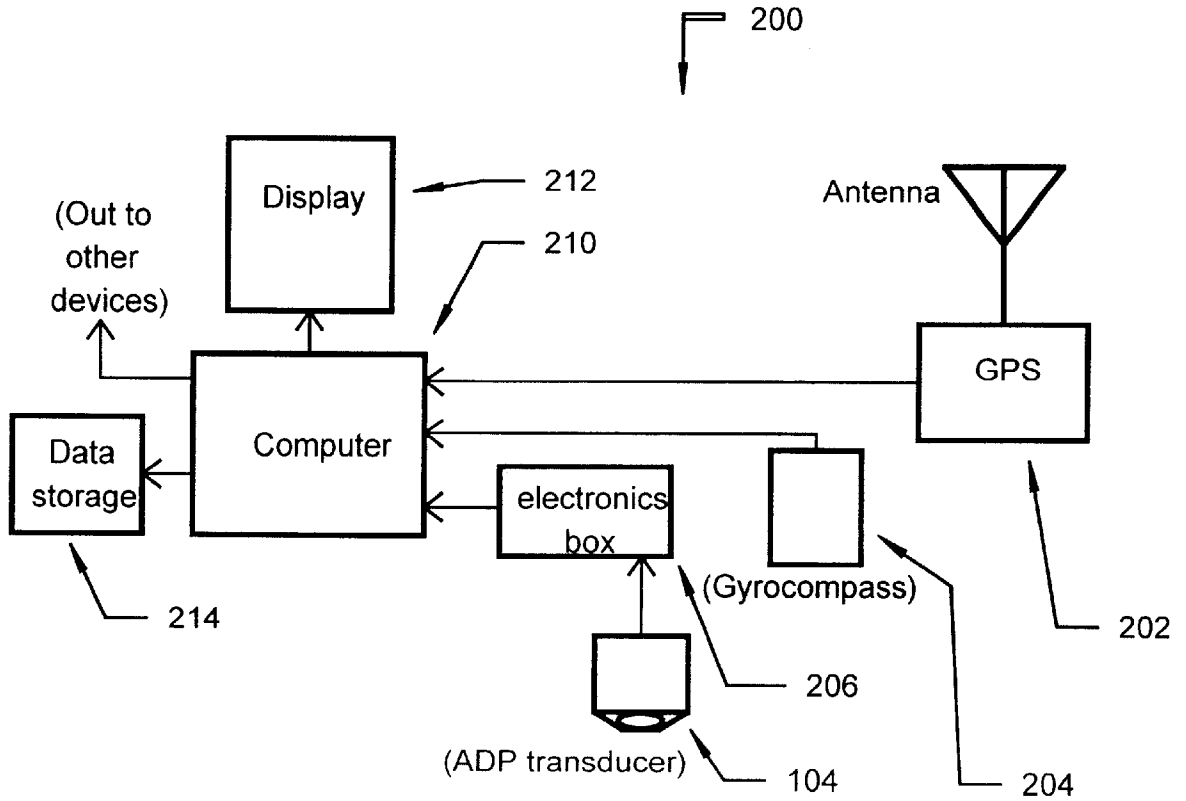 200
Display
212
Antenna
(Out to
other
devices)
210
GPS
Computer
Data
storage
electronics
box
(Gyrocompass)
214
202
206
(ADP transducer)
104
204